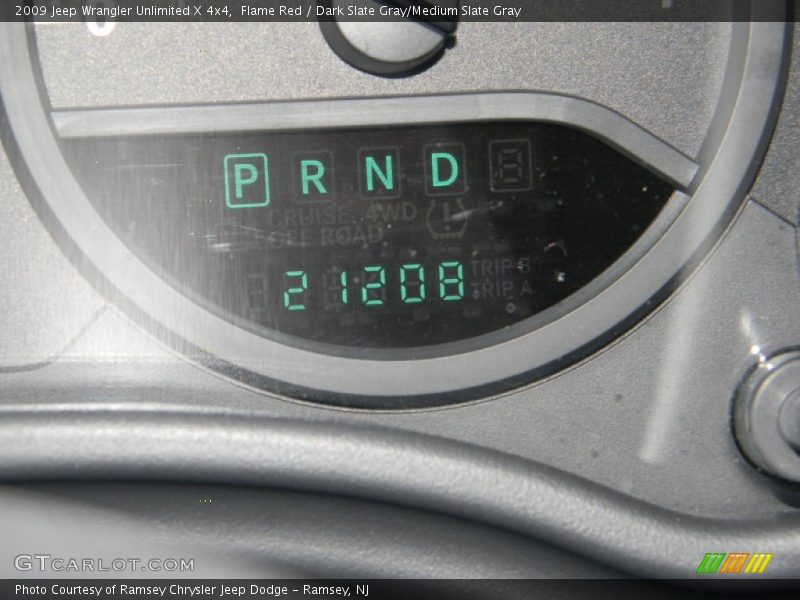 2009 Jeep Wrangler Unlimited X 4x4, Flame Red / Dark Slate Gray/Medium Slate Gray
P R N D
CRUISE 4WD
OFF ROAD
21208
TRIP B
TRIP A
GTCARLOT.COM
Photo Courtesy of Ramsey Chrysler Jeep Dodge - Ramsey, NJ